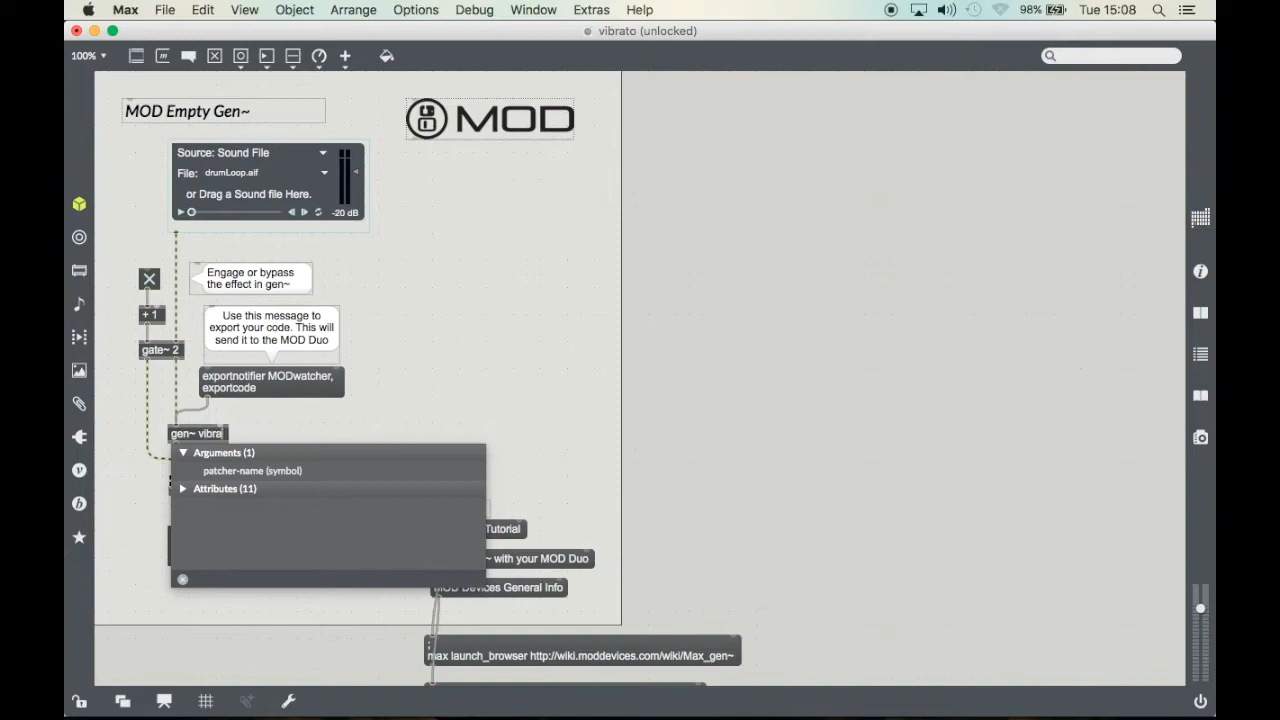 Max File Edit View Object Arrange Options Debug Window Extras Help 98% Tue 15:08
vibrato (unlocked)
100%
MOD Empty Gen~
MOD
Source: Sound File
File: drumLoop.aif
or Drag a Sound file Here.
-20 dB
Engage or bypass
the effect in gen~
+ 1
Use this message to
export your code. This will
send it to the MOD Duo
gate~ 2
exportnotifier MODwatcher,
exportcode
gen~ vibra
Arguments (1)
patcher-name (symbol)
Attributes (11)
Tutorial
~ with your MOD Duo
MOD Devices General Info
;
max launch_browser http://wiki.moddevices.com/wiki/Max_gen~